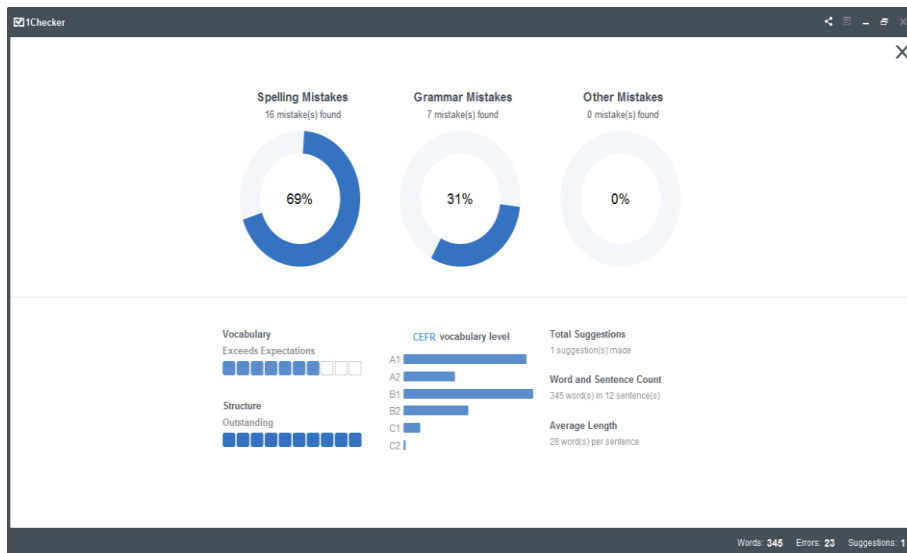 1Checker
X
Spelling Mistakes
16 mistake(s) found
69%
Grammar Mistakes
7 mistake(s) found
31%
Other Mistakes
0 mistake(s) found
0%
Vocabulary
Exceeds Expectations
Structure
Outstanding
CEFR vocabulary level
A1
A2
B1
B2
C1
C2
Total Suggestions
1 suggestion(s) made
Word and Sentence Count
345 word(s) in 12 sentence(s)
Average Length
28 word(s) per sentence
Words: 345 Errors: 23 Suggestions: 1